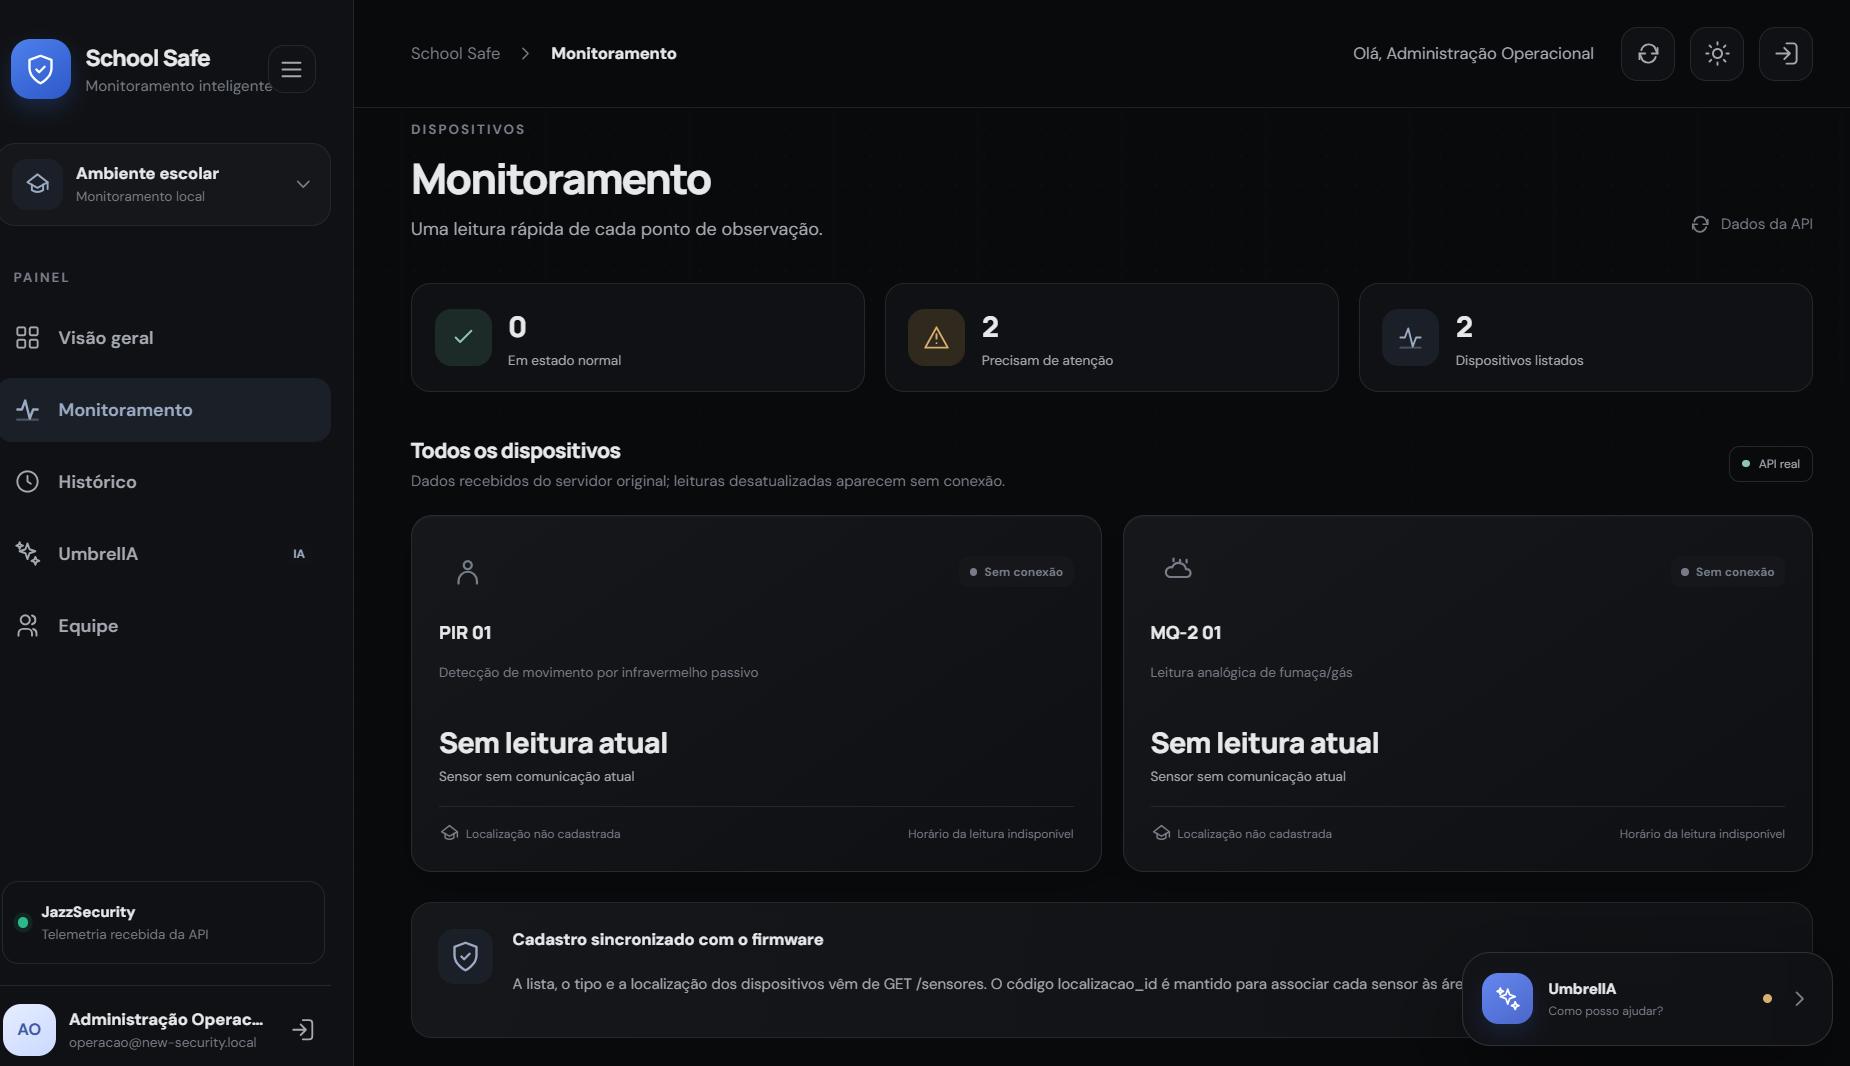 School Safe
Monitoramento inteligente
Ambiente escolar
Monitoramento local
PAINEL
Visão geral
Monitoramento
Histórico
UmbrellA
IA
Equipe
JazzSecurity
Telemetria recebida da API
AO
Administração Operac...
operacao@new-security.local
School Safe
Monitoramento
Olá, Administração Operacional
DISPOSITIVOS
Monitoramento
Uma leitura rápida de cada ponto de observação.
Dados da API
0
Em estado normal
2
Precisam de atenção
2
Dispositivos listados
Todos os dispositivos
Dados recebidos do servidor original; leituras desatualizadas aparecem sem conexão.
API real
Sem conexão
PIR 01
Detecção de movimento por infravermelho passivo
Sem leitura atual
Sensor sem comunicação atual
Localização não cadastrada
Horário da leitura indisponível
Sem conexão
MQ-2 01
Leitura analógica de fumaça/gás
Sem leitura atual
Sensor sem comunicação atual
Localização não cadastrada
Horário da leitura indisponível
Cadastro sincronizado com o firmware
A lista, o tipo e a localização dos dispositivos vêm de GET /sensores. O código localizacao_id é mantido para associar cada sensor às áre
UmbrellA
Como posso ajudar?